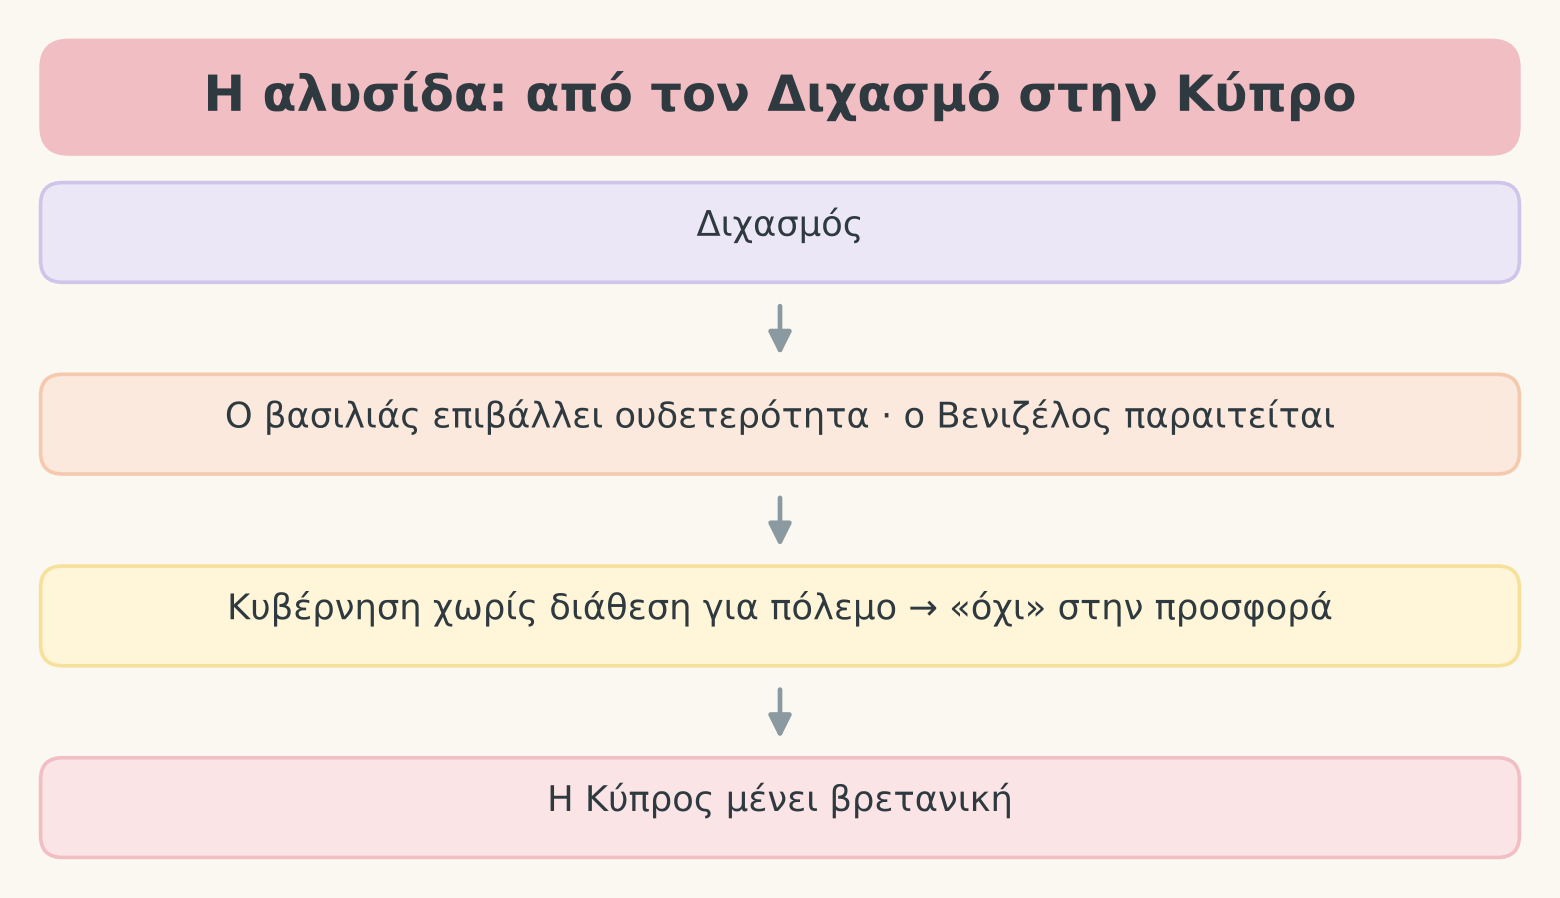 Η αλυσίδα: από τον Διχασμό στην Κύπρο
Διχασμός
Ο βασιλιάς επιβάλλει ουδετερότητα · ο Βενιζέλος παραιτείται
Κυβέρνηση χωρίς διάθεση για πόλεμο → «όχι» στην προσφορά
Η Κύπρος μένει βρετανική